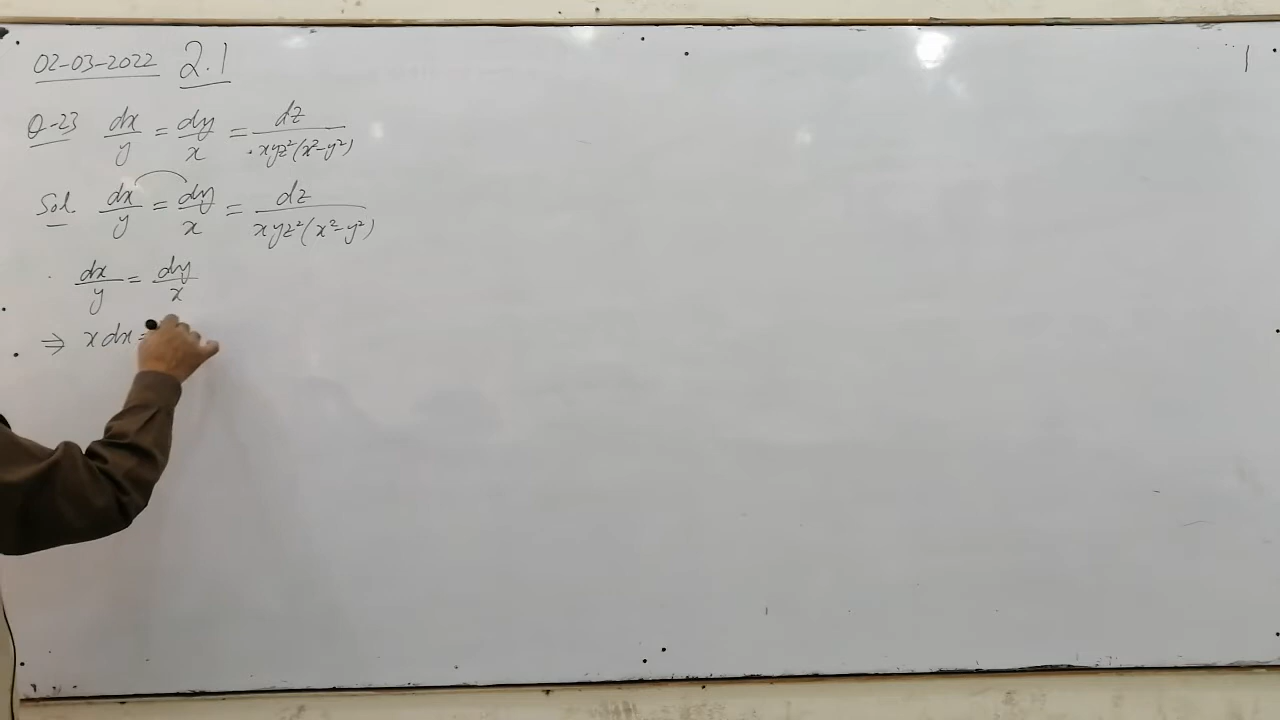 02-03-2022 2.1
Q-23 dx/y = dy/x = dz/xyz²(x²-y²)
Sol. dx/y = dy/x = dz/xyz²(x²-y²)
dx/y = dy/x
⇒ x dx =
1